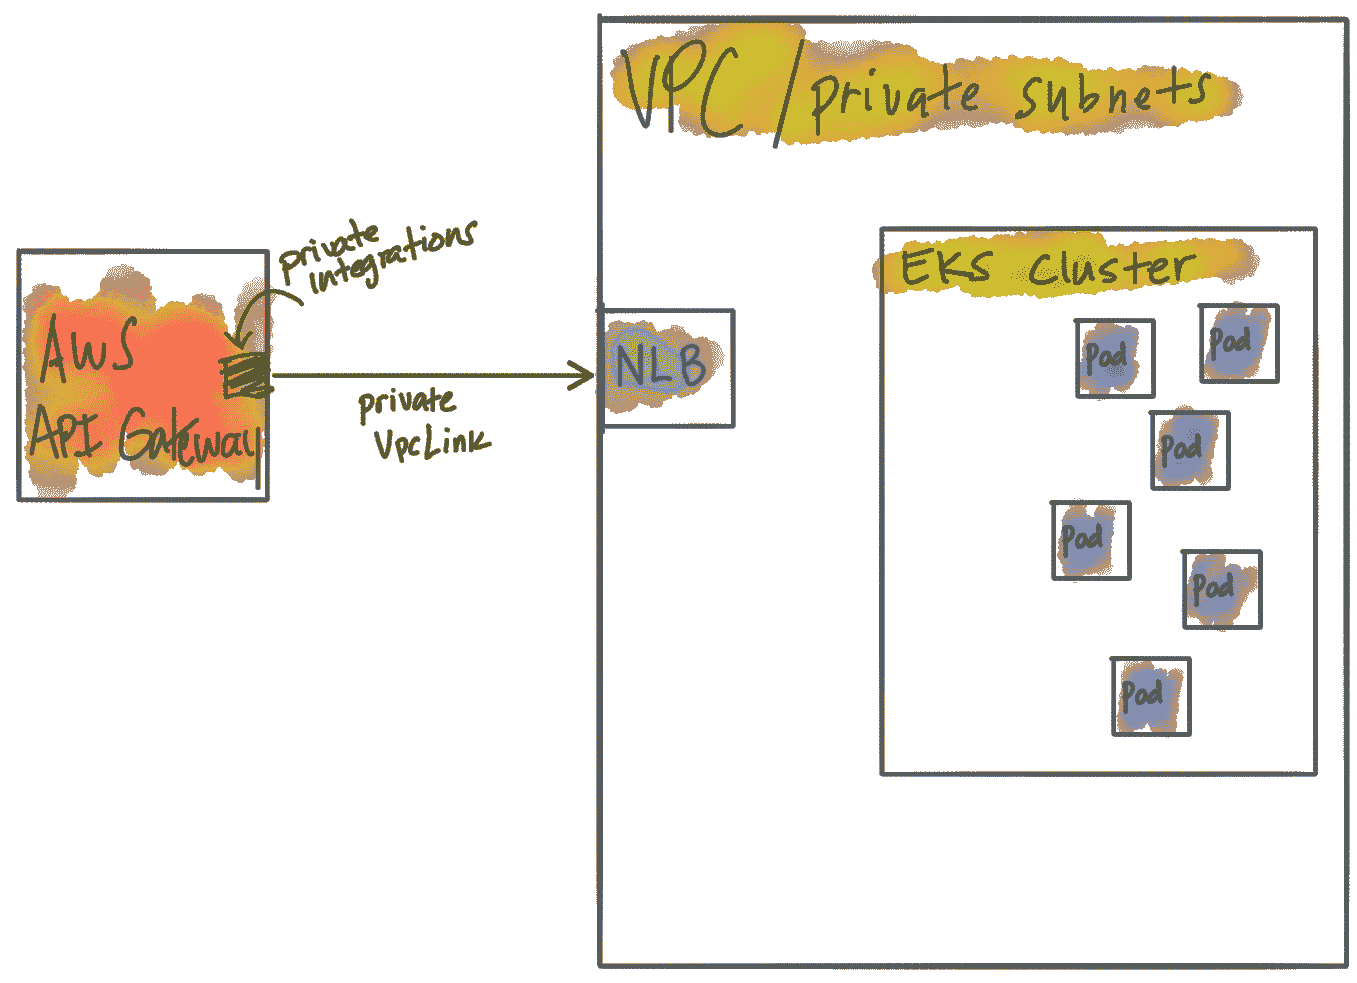 VPC/private subnets
private
integrations
AWS
API Gateway
private
VpcLink
NLB
EKS Cluster
Pod
Pod
Pod
Pod
Pod
Pod